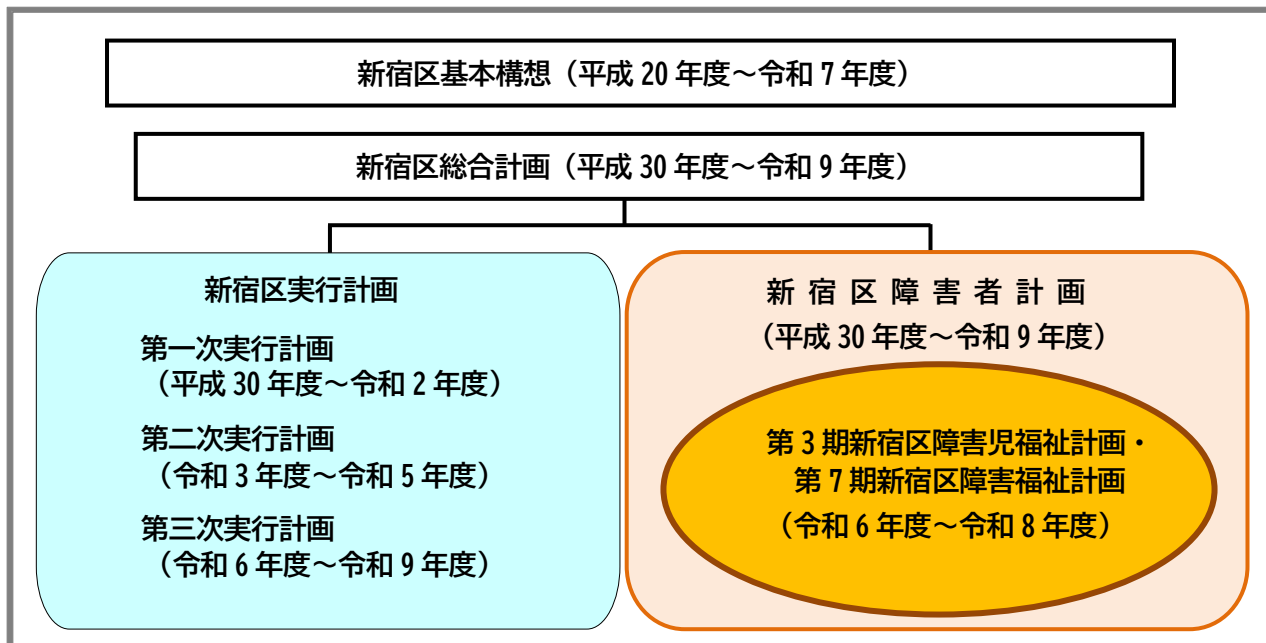 新宿区基本構想（平成 20 年度～令和 7 年度）
新宿区総合計画（平成 30 年度～令和 9 年度）
新宿区実行計画
第一次実行計画
（平成 30 年度～令和 2 年度）
第二次実行計画
（令和 3 年度～令和 5 年度）
第三次実行計画
（令和 6 年度～令和 9 年度）
新宿区障害者計画
（平成 30 年度～令和 9 年度）
第 3 期新宿区障害児福祉計画・
第 7 期新宿区障害福祉計画
（令和 6 年度～令和 8 年度）